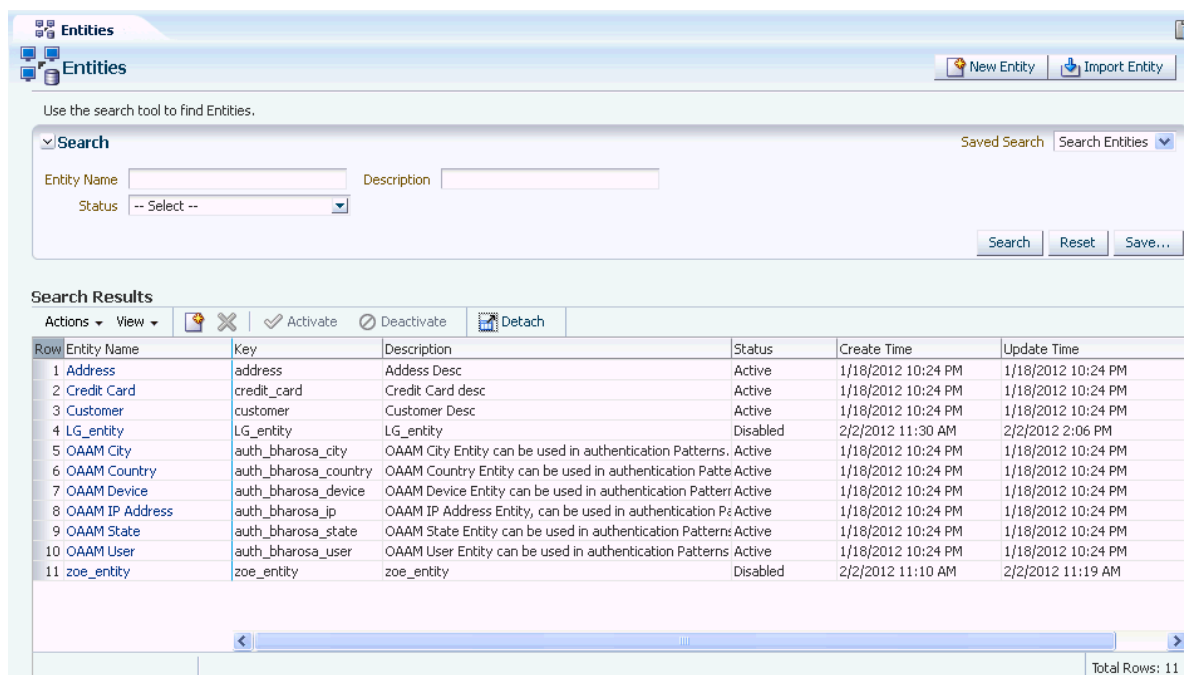 Entities
Entities
New Entity Import Entity
Use the search tool to find Entities.
Search
Saved Search Search Entities
Entity Name Description
Status -- Select --
Search Reset Save...
Search Results
Actions View Activate Deactivate Detach
Row Entity Name Key Description Status Create Time Update Time
1 Address address Addess Desc Active 1/18/2012 10:24 PM 1/18/2012 10:24 PM
2 Credit Card credit_card Credit Card desc Active 1/18/2012 10:24 PM 1/18/2012 10:24 PM
3 Customer customer Customer Desc Active 1/18/2012 10:24 PM 1/18/2012 10:24 PM
4 LG_entity LG_entity LG_entity Disabled 2/2/2012 11:30 AM 2/2/2012 2:06 PM
5 OAAM City auth_bharosa_city OAAM City Entity can be used in authentication Patterns. Active 1/18/2012 10:24 PM 1/18/2012 10:24 PM
6 OAAM Country auth_bharosa_country OAAM Country Entity can be used in authentication Patte Active 1/18/2012 10:24 PM 1/18/2012 10:24 PM
7 OAAM Device auth_bharosa_device OAAM Device Entity can be used in authentication Pattern Active 1/18/2012 10:24 PM 1/18/2012 10:24 PM
8 OAAM IP Address auth_bharosa_ip OAAM IP Address Entity, can be used in authentication Pa Active 1/18/2012 10:24 PM 1/18/2012 10:24 PM
9 OAAM State auth_bharosa_state OAAM State Entity can be used in authentication Patterns Active 1/18/2012 10:24 PM 1/18/2012 10:24 PM
10 OAAM User auth_bharosa_user OAAM User Entity can be used in authentication Patterns Active 1/18/2012 10:24 PM 1/18/2012 10:24 PM
11 zoe_entity zoe_entity zoe_entity Disabled 2/2/2012 11:10 AM 2/2/2012 11:19 AM
Total Rows: 11